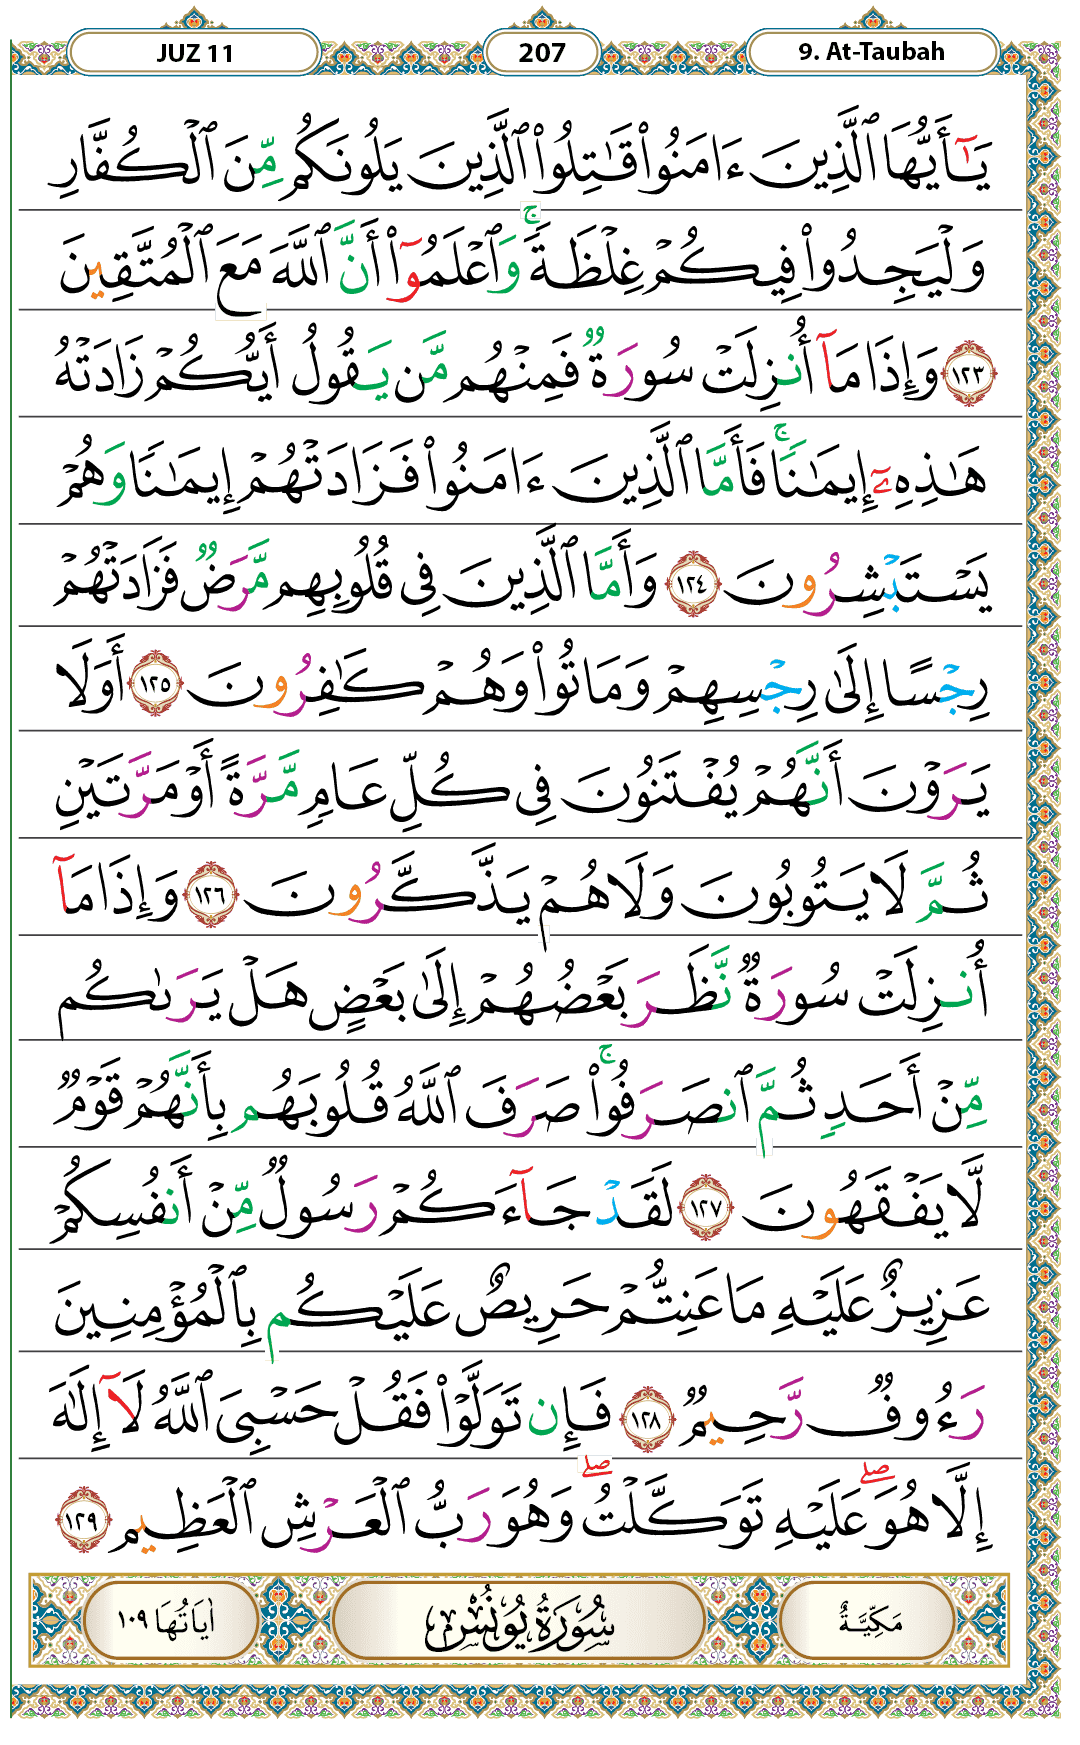 JUZ 11 207 9. At-Taubah
يَـٰٓأَيُّهَا ٱلَّذِينَ ءَامَنُوا۟ قَـٰتِلُوا۟ ٱلَّذِينَ يَلُونَكُم مِّنَ ٱلْكُفَّارِ
وَلْيَجِدُوا۟ فِيكُمْ غِلْظَةً ۚ وَٱعْلَمُوٓا۟ أَنَّ ٱللَّهَ مَعَ ٱلْمُتَّقِينَ
١٢٣ وَإِذَا مَآ أُنزِلَتْ سُورَةٌ فَمِنْهُم مَّن يَقُولُ أَيُّكُمْ زَادَتْهُ
هَـٰذِهِۦٓ إِيمَـٰنًا ۚ فَأَمَّا ٱلَّذِينَ ءَامَنُوا۟ فَزَادَتْهُمْ إِيمَـٰنًا وَهُمْ
يَسْتَبْشِرُونَ ١٢٤ وَأَمَّا ٱلَّذِينَ فِى قُلُوبِهِم مَّرَضٌ فَزَادَتْهُمْ
رِجْسًا إِلَىٰ رِجْسِهِمْ وَمَاتُوا۟ وَهُمْ كَـٰفِرُونَ ١٢٥ أَوَلَا
يَرَوْنَ أَنَّهُمْ يُفْتَنُونَ فِى كُلِّ عَامٍ مَّرَّةً أَوْ مَرَّتَيْنِ
ثُمَّ لَا يَتُوبُونَ وَلَا هُمْ يَذَّكَّرُونَ ١٢٦ وَإِذَا مَآ
أُنزِلَتْ سُورَةٌ نَّظَرَ بَعْضُهُمْ إِلَىٰ بَعْضٍ هَلْ يَرَىٰكُم
مِّنْ أَحَدٍ ثُمَّ ٱنصَرَفُوا۟ ۚ صَرَفَ ٱللَّهُ قُلُوبَهُم بِأَنَّهُمْ قَوْمٌ
لَّا يَفْقَهُونَ ١٢٧ لَقَدْ جَآءَكُمْ رَسُولٌ مِّنْ أَنفُسِكُمْ
عَزِيزٌ عَلَيْهِ مَا عَنِتُّمْ حَرِيصٌ عَلَيْكُم بِٱلْمُؤْمِنِينَ
رَءُوفٌ رَّحِيمٌ ١٢٨ فَإِن تَوَلَّوْا۟ فَقُلْ حَسْبِىَ ٱللَّهُ لَآ إِلَـٰهَ
إِلَّا هُوَ ۖ عَلَيْهِ تَوَكَّلْتُ ۖ وَهُوَ رَبُّ ٱلْعَرْشِ ٱلْعَظِيمِ ١٢٩
مَكِّيَّةٌ سُورَةُ يُونُسَ اٰيَاتُهَا ١٠٩